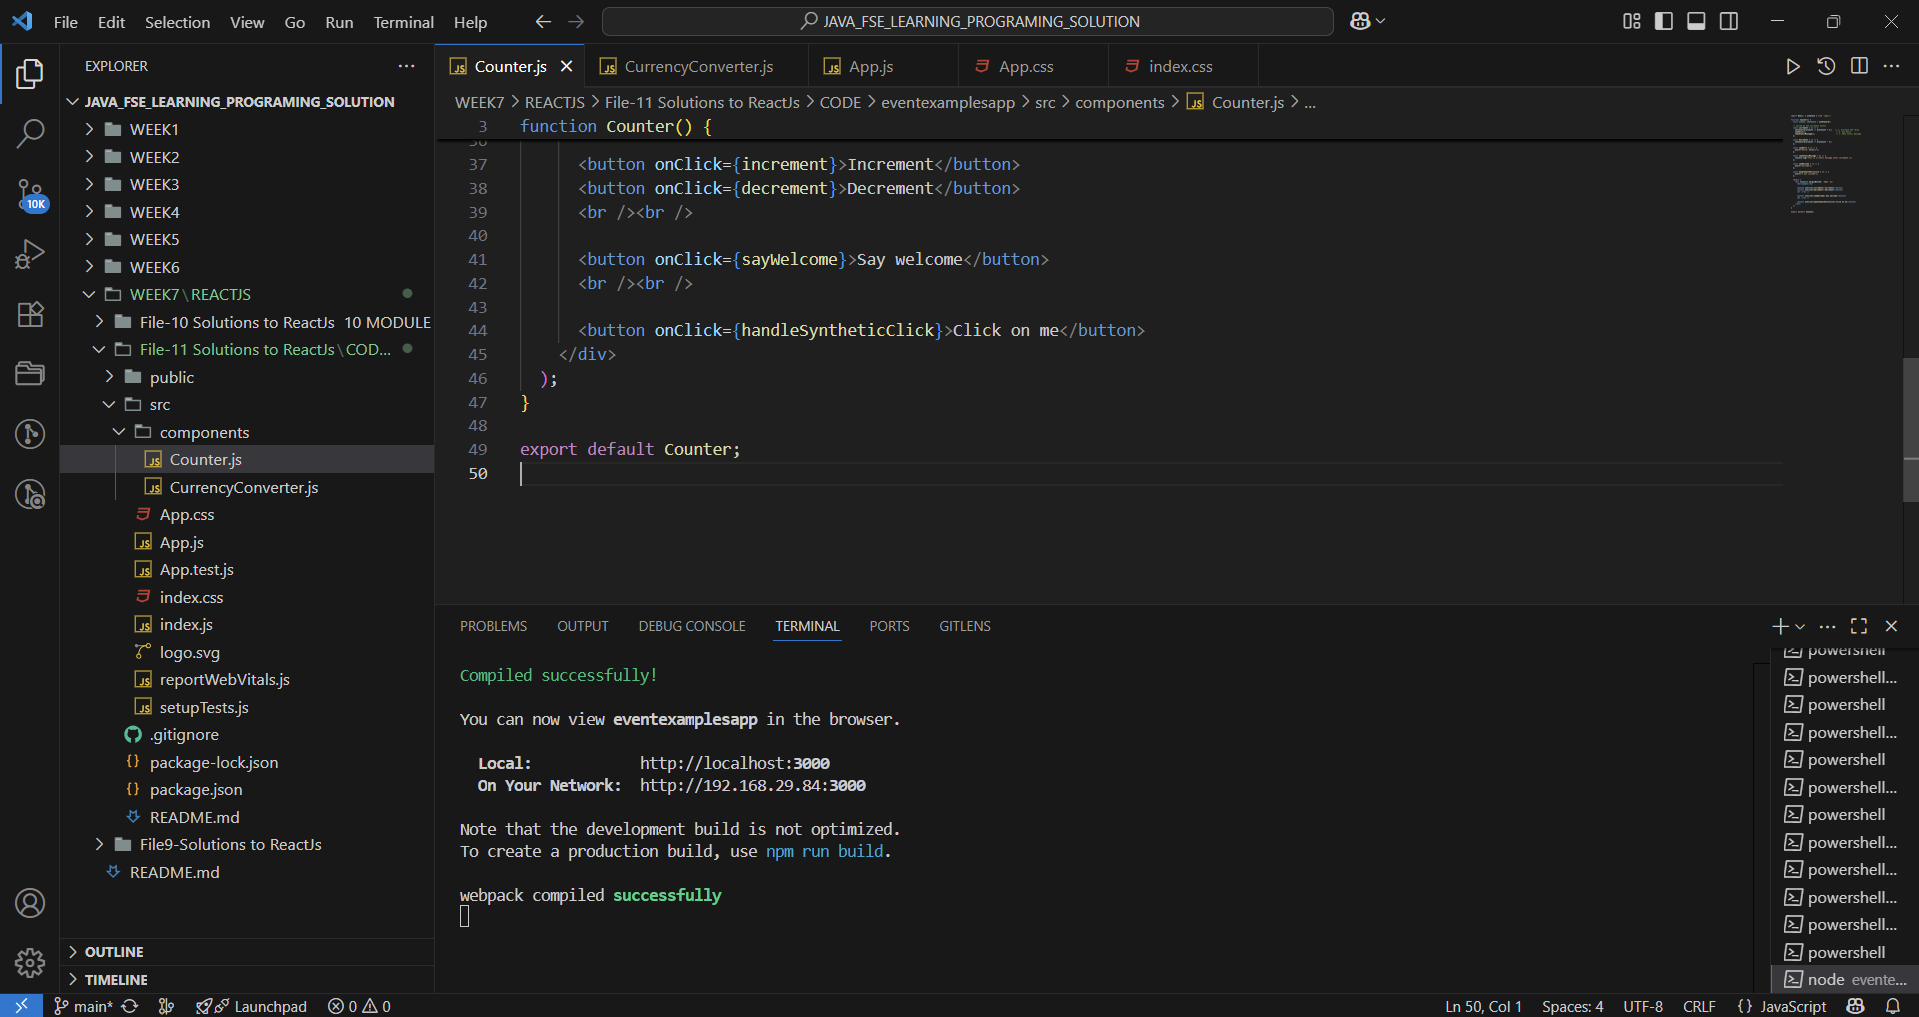 File Edit Selection View Go Run Terminal Help
JAVA_FSE_LEARNING_PROGRAMING_SOLUTION
EXPLORER
JAVA_FSE_LEARNING_PROGRAMING_SOLUTION
WEEK1
WEEK2
WEEK3
WEEK4
WEEK5
WEEK6
WEEK7\REACTJS
File-10 Solutions to ReactJs 10 MODULE
File-11 Solutions to ReactJs\COD...
public
src
components
Counter.js
CurrencyConverter.js
App.css
App.js
App.test.js
index.css
index.js
logo.svg
reportWebVitals.js
setupTests.js
.gitignore
package-lock.json
package.json
README.md
File9-Solutions to ReactJs
README.md
OUTLINE
TIMELINE
10K
Counter.js CurrencyConverter.js App.js App.css index.css
WEEK7 > REACTJS > File-11 Solutions to ReactJs > CODE > eventexamplesapp > src > components > Counter.js > ...
3 function Counter() {
36
37 <button onClick={increment}>Increment</button>
38 <button onClick={decrement}>Decrement</button>
39 <br /><br />
40
41 <button onClick={sayWelcome}>Say welcome</button>
42 <br /><br />
43
44 <button onClick={handleSyntheticClick}>Click on me</button>
45 </div>
46 );
47 }
48
49 export default Counter;
50
PROBLEMS OUTPUT DEBUG CONSOLE TERMINAL PORTS GITLENS
Compiled successfully!
You can now view eventexamplesapp in the browser.
Local: http://localhost:3000
On Your Network: http://192.168.29.84:3000
Note that the development build is not optimized.
To create a production build, use npm run build.
webpack compiled successfully
powershell
powershell...
powershell
powershell...
powershell
powershell...
powershell
powershell...
powershell
powershell...
powershell...
powershell
node evente...
main* Launchpad 0 0
Ln 50, Col 1 Spaces: 4 UTF-8 CRLF {} JavaScript